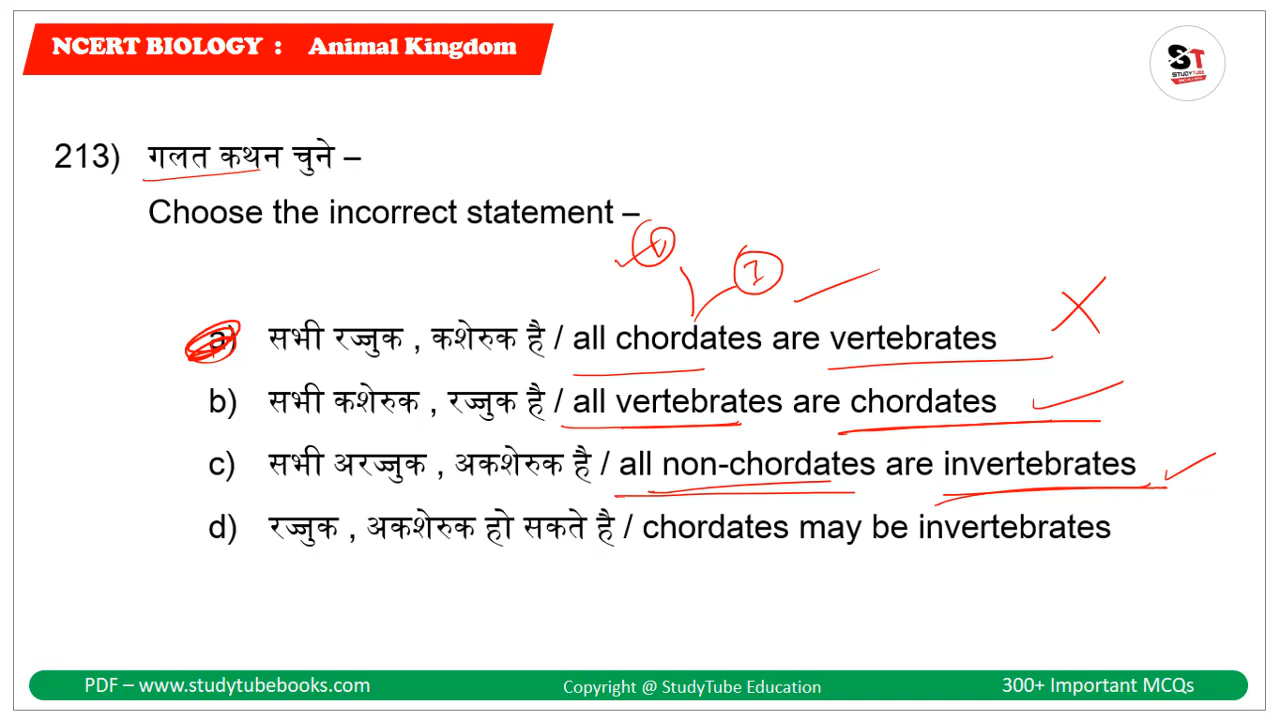 NCERT BIOLOGY : Animal Kingdom
ST
STUDYTUBE
213) गलत कथन चुने –
Choose the incorrect statement –
a) सभी रज्जुक , कशेरुक है / all chordates are vertebrates
b) सभी कशेरुक , रज्जुक है / all vertebrates are chordates
c) सभी अरज्जुक , अकशेरुक है / all non-chordates are invertebrates
d) रज्जुक , अकशेरुक हो सकते है / chordates may be invertebrates
PDF – www.studytubebooks.com
Copyright @ StudyTube Education
300+ Important MCQs